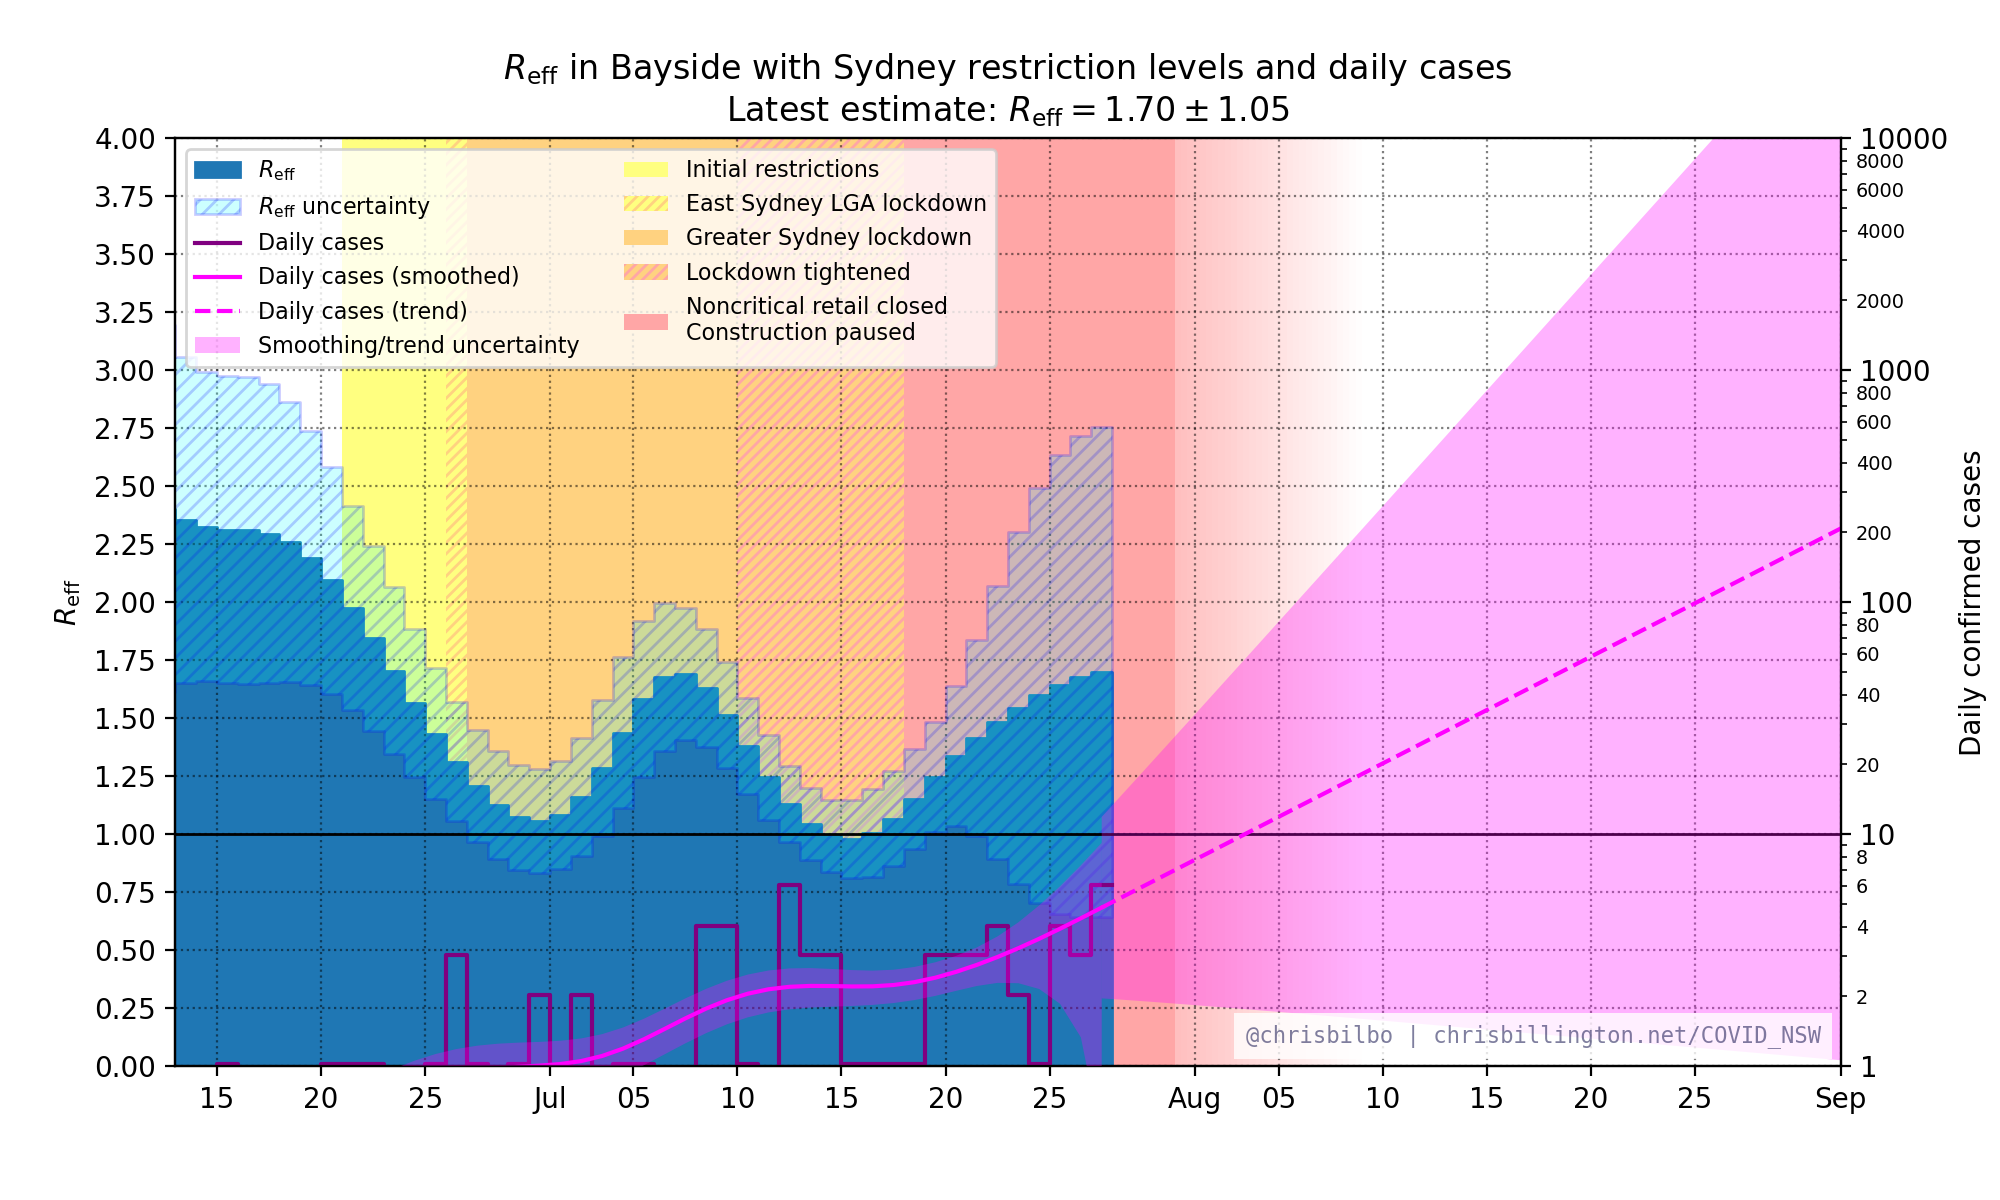 R_eff in Bayside with Sydney restriction levels and daily cases
Latest estimate: R_eff = 1.70 ± 1.05
R_eff
R_eff uncertainty
Daily cases
Daily cases (smoothed)
Daily cases (trend)
Smoothing/trend uncertainty
Initial restrictions
East Sydney LGA lockdown
Greater Sydney lockdown
Lockdown tightened
Noncritical retail closed
Construction paused
R_eff
4.00
3.75
3.50
3.25
3.00
2.75
2.50
2.25
2.00
1.75
1.50
1.25
1.00
0.75
0.50
0.25
0.00
15 20 25 Jul 05 10 15 20 25 Aug 05 10 15 20 25 Sep
10000
8000
6000
4000
2000
1000
800
600
400
200
100
80
60
40
20
10
8
6
4
2
1
Daily confirmed cases
@chrisbilbo | chrisbillington.net/COVID_NSW